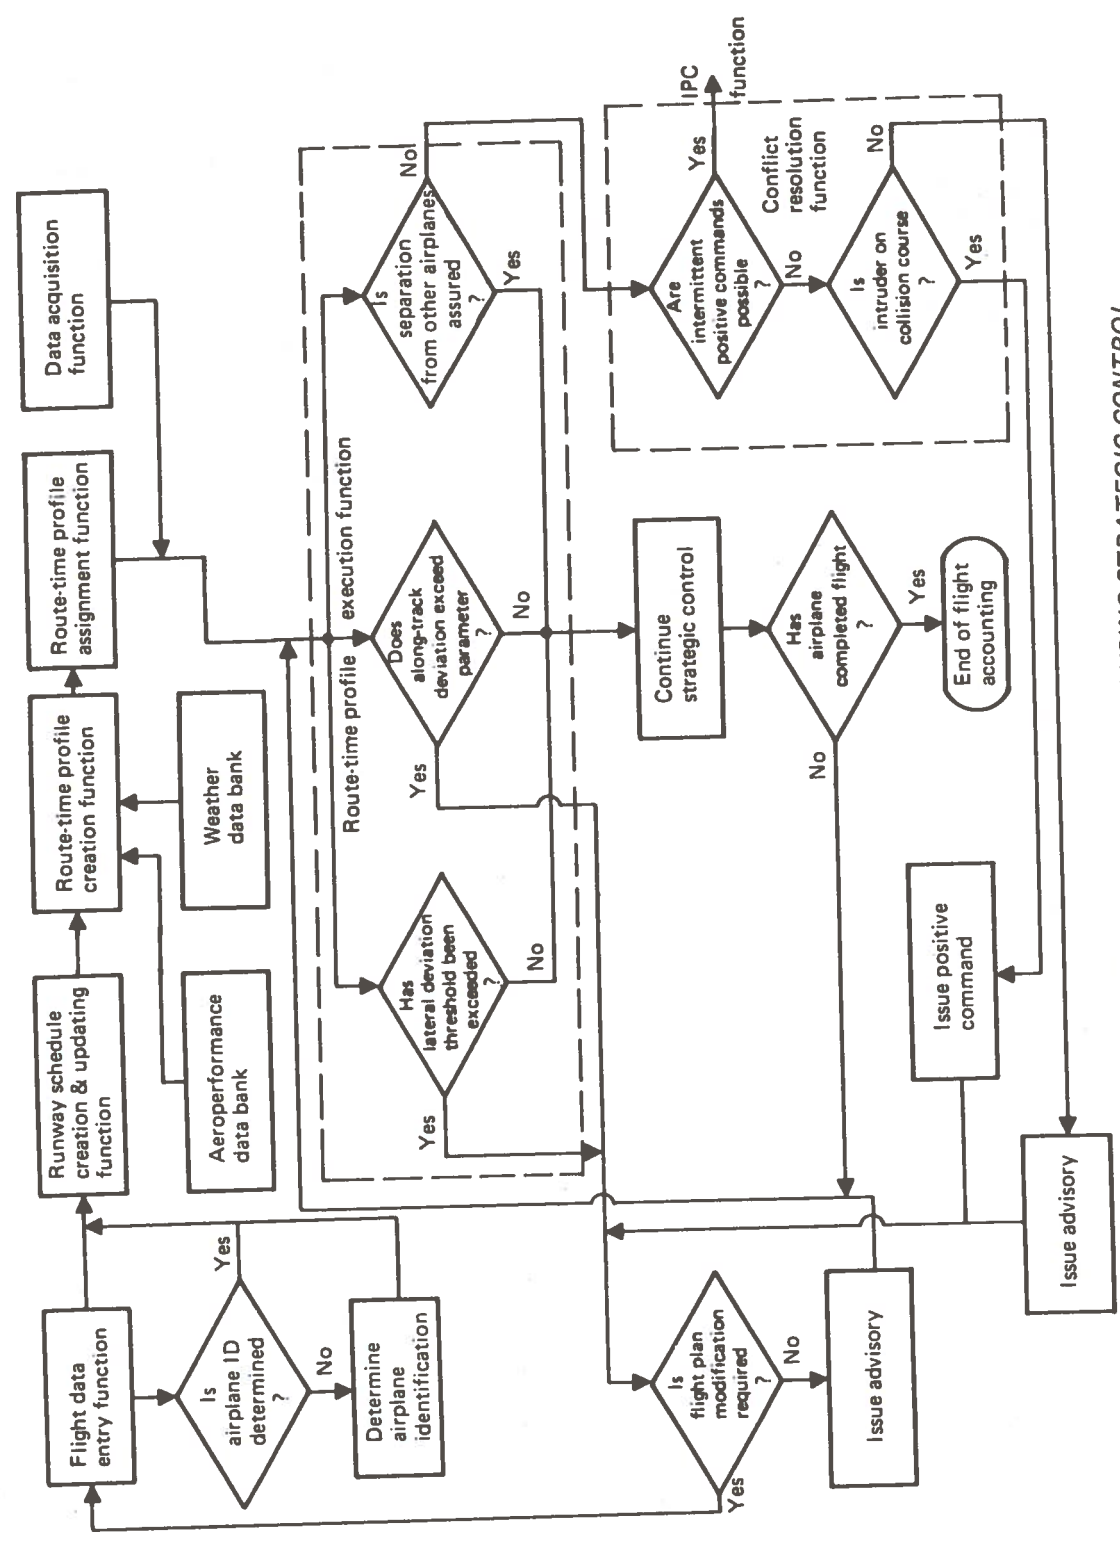 Flight data
entry function
Runway schedule
creation & updating
function
Route-time profile
creation function
Route-time profile
assignment function
Data acquisition
function
Is
airplane ID
determined
?
Yes
No
Determine
airplane
identification
Aeroperformance
data bank
Weather
data bank
Route-time profile execution function
Has
lateral deviation
threshold been
exceeded
?
Yes
No
Does
along-track
deviation exceed
parameter
?
Yes
No
Is
separation
from other airplanes
assured
?
No
Yes
Is
flight plan
modification
required
?
Yes
No
Issue advisory
Continue
strategic control
Has
airplane
completed flight
?
No
Yes
End of flight
accounting
Are
intermittent
positive commands
possible
?
Yes
No
IPC
function
Conflict
resolution
function
Is
intruder on
collision course
?
No
Yes
Issue positive
command
Issue advisory
STRATEGIC CONTROL